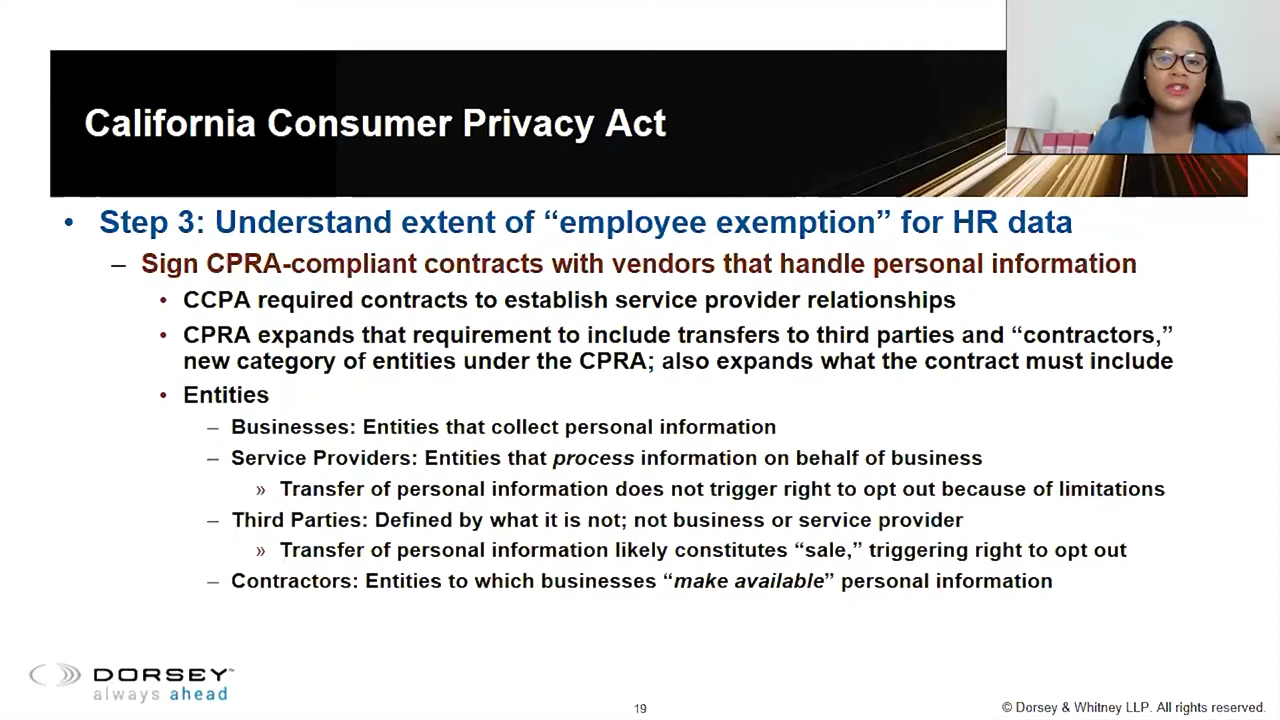 California Consumer Privacy Act
• Step 3: Understand extent of “employee exemption” for HR data
– Sign CPRA-compliant contracts with vendors that handle personal information
• CCPA required contracts to establish service provider relationships
• CPRA expands that requirement to include transfers to third parties and “contractors,”
new category of entities under the CPRA; also expands what the contract must include
• Entities
– Businesses: Entities that collect personal information
– Service Providers: Entities that process information on behalf of business
» Transfer of personal information does not trigger right to opt out because of limitations
– Third Parties: Defined by what it is not; not business or service provider
» Transfer of personal information likely constitutes “sale,” triggering right to opt out
– Contractors: Entities to which businesses “make available” personal information
DORSEY™
always ahead
19
© Dorsey & Whitney LLP. All rights reserved.